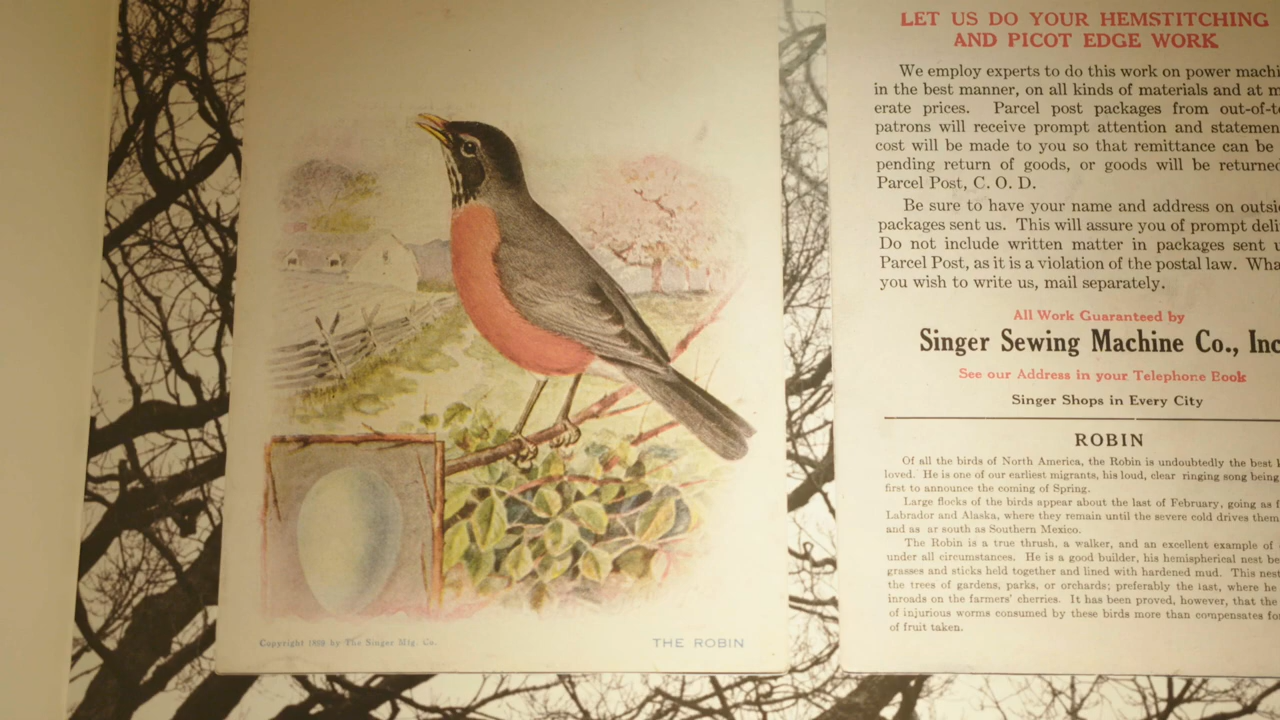 Copyright 1898 by The Singer Mfg. Co.
THE ROBIN
LET US DO YOUR HEMSTITCHING
AND PICOT EDGE WORK
We employ experts to do this work on power machi
in the best manner, on all kinds of materials and at m
erate prices. Parcel post packages from out-of-t
patrons will receive prompt attention and statemen
cost will be made to you so that remittance can be
pending return of goods, or goods will be returned
Parcel Post, C. O. D.
Be sure to have your name and address on outsi
packages sent us. This will assure you of prompt deli
Do not include written matter in packages sent u
Parcel Post, as it is a violation of the postal law. Wha
you wish to write us, mail separately.
All Work Guaranteed by
Singer Sewing Machine Co., Inc
See our Address in your Telephone Book
Singer Shops in Every City
ROBIN
Of all the birds of North America, the Robin is undoubtedly the best
loved. He is one of our earliest migrants, his loud, clear ringing song being
first to announce the coming of Spring.
Large flocks of the birds appear about the last of February, going as
Labrador and Alaska, where they remain until the severe cold drives them
and as ar south as Southern Mexico.
The Robin is a true thrush, a walker, and an excellent example of
under all circumstances. He is a good builder, his hemispherical nest be
grasses and sticks held together and lined with hardened mud. This nest
the trees of gardens, parks, or orchards; preferably the last, where he
inroads on the farmers' cherries. It has been proved, however, that the
of injurious worms consumed by these birds more than compensates fo
of fruit taken.